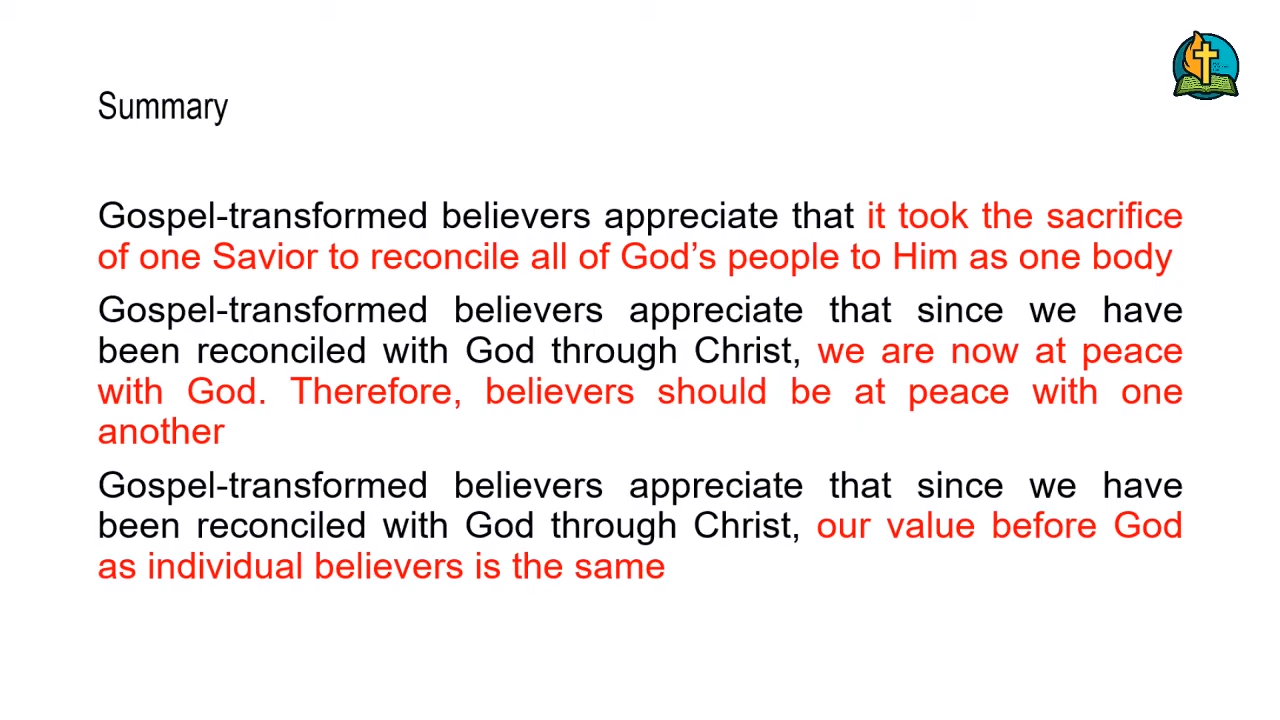 Summary
Gospel-transformed believers appreciate that it took the sacrifice
of one Savior to reconcile all of God’s people to Him as one body
Gospel-transformed believers appreciate that since we have
been reconciled with God through Christ, we are now at peace
with God. Therefore, believers should be at peace with one
another
Gospel-transformed believers appreciate that since we have
been reconciled with God through Christ, our value before God
as individual believers is the same